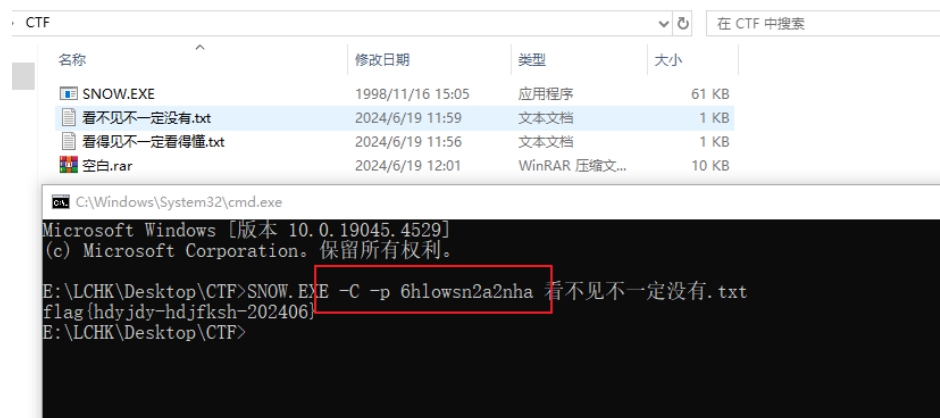 CTF
在 CTF 中搜索
名称 修改日期 类型 大小
SNOW.EXE 1998/11/16 15:05 应用程序 61 KB
看不见不一定没有.txt 2024/6/19 11:59 文本文档 1 KB
看得见不一定看得懂.txt 2024/6/19 11:56 文本文档 1 KB
空白.rar 2024/6/19 12:01 WinRAR 压缩文... 10 KB
C:\Windows\System32\cmd.exe
Microsoft Windows [版本 10.0.19045.4529]
(c) Microsoft Corporation。保留所有权利。
E:\LCHK\Desktop\CTF>SNOW.EXE -C -p 6hlowsn2a2nha 看不见不一定没有.txt
flag{hdyjdy-hdjfksh-202406}
E:\LCHK\Desktop\CTF>